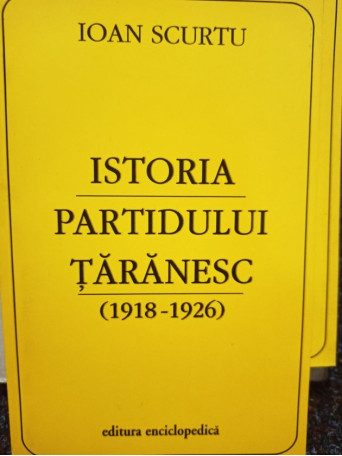 IOAN SCURTU
ISTORIA
PARTIDULUI
ȚĂRĂNESC
(1918-1926)
editura enciclopedică